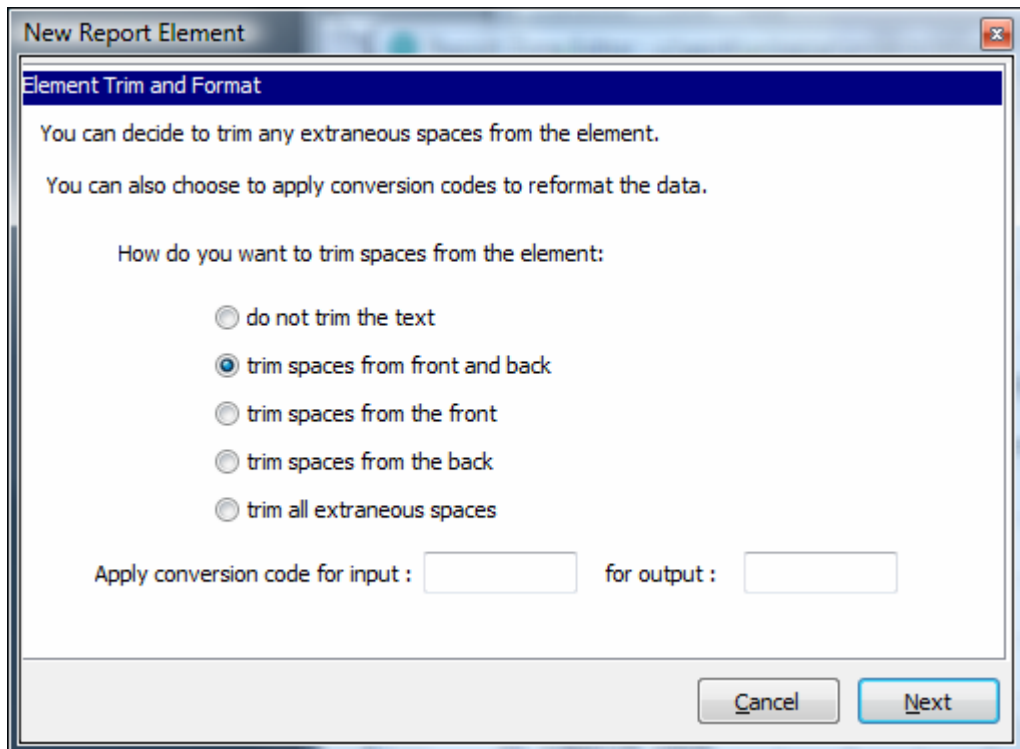 New Report Element
Element Trim and Format
You can decide to trim any extraneous spaces from the element.
You can also choose to apply conversion codes to reformat the data.
How do you want to trim spaces from the element:
do not trim the text
trim spaces from front and back
trim spaces from the front
trim spaces from the back
trim all extraneous spaces
Apply conversion code for input : for output :
Cancel Next